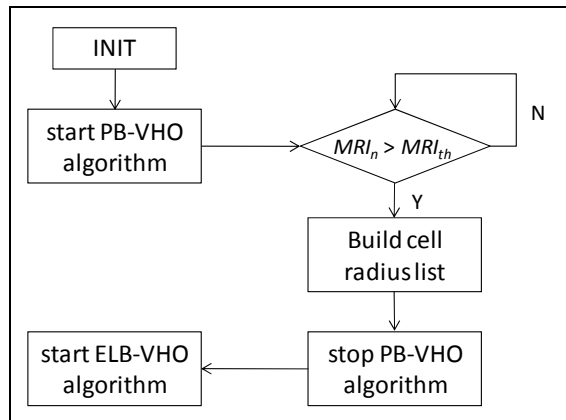 INIT
start PB-VHO
algorithm
MRIn > MRIth
N
Y
Build cell
radius list
stop PB-VHO
algorithm
start ELB-VHO
algorithm